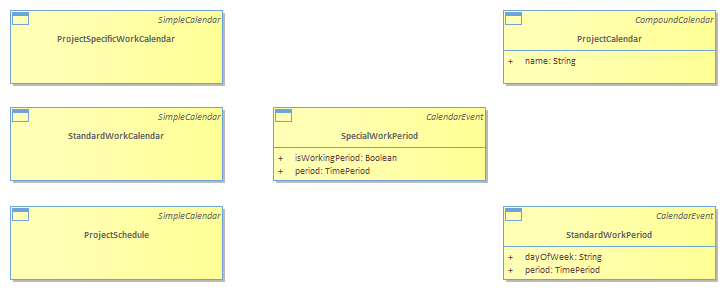 SimpleCalendar
ProjectSpecificWorkCalendar
CompoundCalendar
ProjectCalendar
+ name: String
SimpleCalendar
StandardWorkCalendar
CalendarEvent
SpecialWorkPeriod
+ isWorkingPeriod: Boolean
+ period: TimePeriod
SimpleCalendar
ProjectSchedule
CalendarEvent
StandardWorkPeriod
+ dayOfWeek: String
+ period: TimePeriod